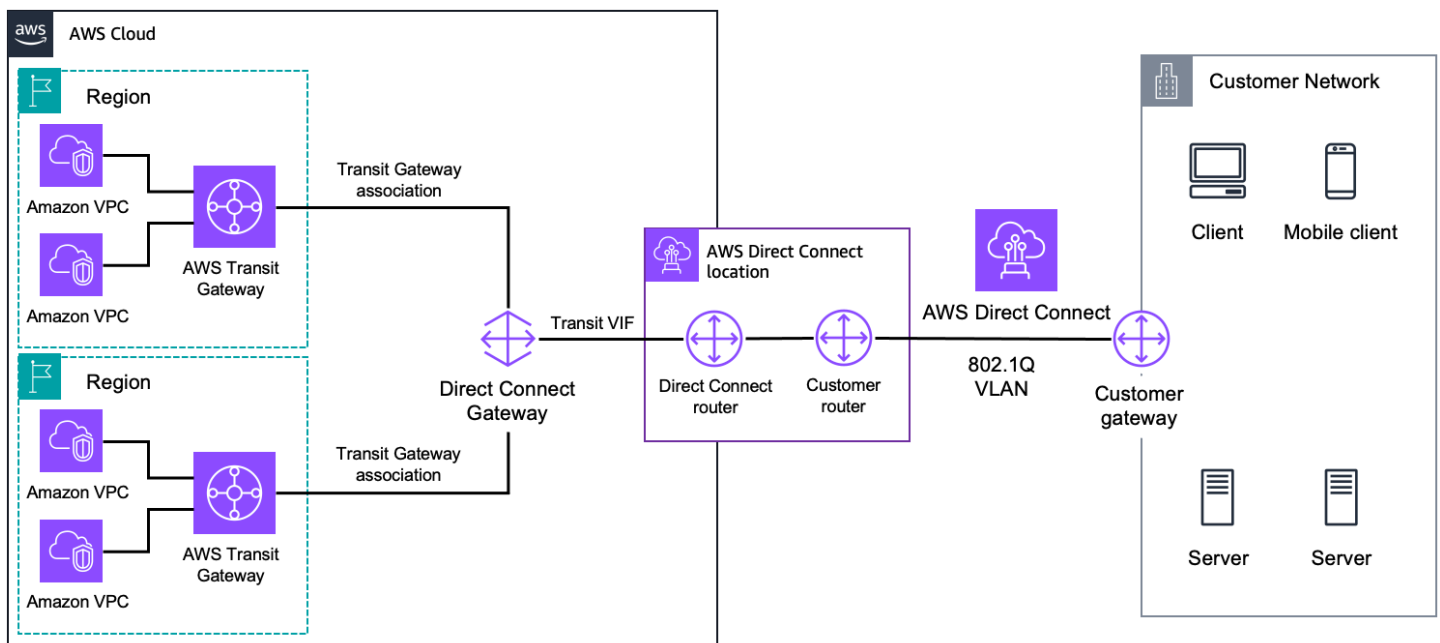 aws
AWS Cloud
Region
Amazon VPC
Amazon VPC
AWS Transit
Gateway
Transit Gateway
association
Region
Amazon VPC
Amazon VPC
AWS Transit
Gateway
Transit Gateway
association
Direct Connect
Gateway
Transit VIF
AWS Direct Connect
location
Direct Connect
router
Customer
router
AWS Direct Connect
802.1Q
VLAN
Customer Network
Client
Mobile client
Customer
gateway
Server
Server